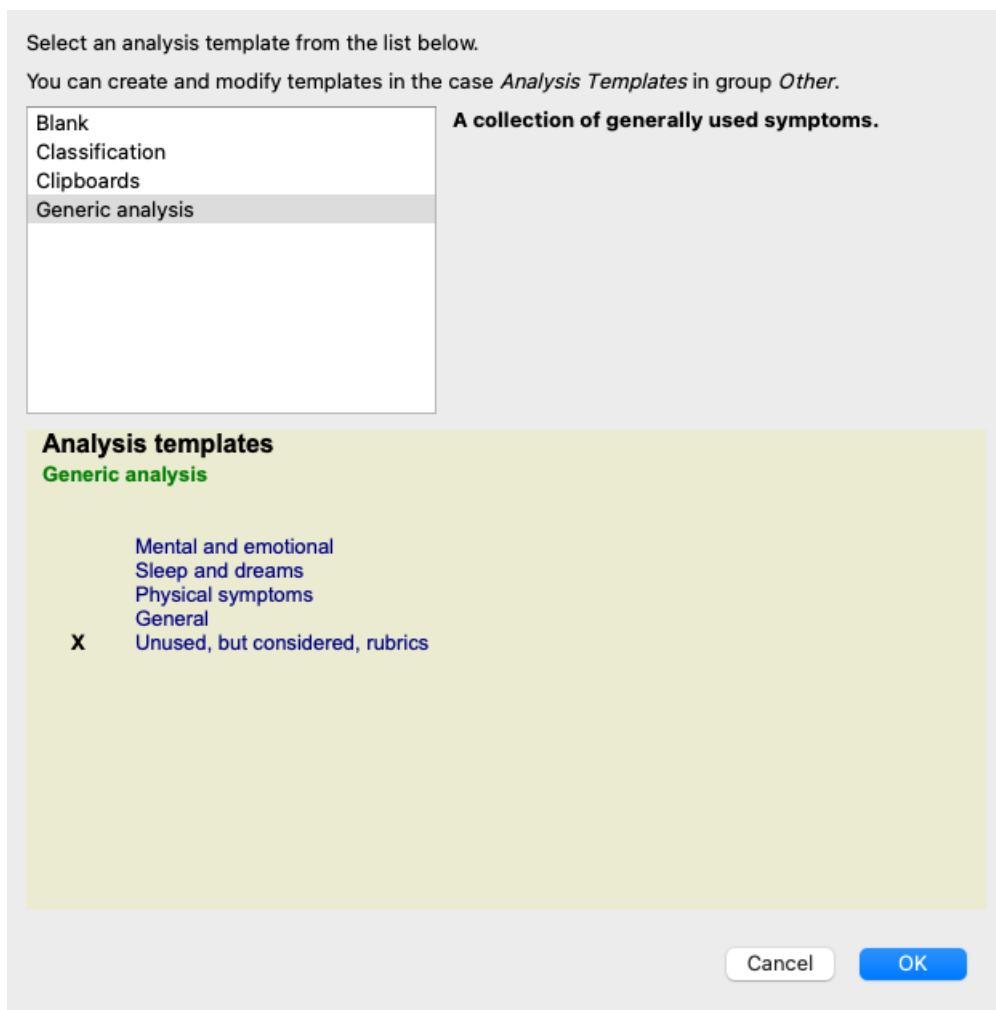 Select an analysis template from the list below.
You can create and modify templates in the case Analysis Templates in group Other.
Blank
Classification
Clipboards
Generic analysis
A collection of generally used symptoms.
Analysis templates
Generic analysis
Mental and emotional
Sleep and dreams
Physical symptoms
General
X Unused, but considered, rubrics
Cancel OK